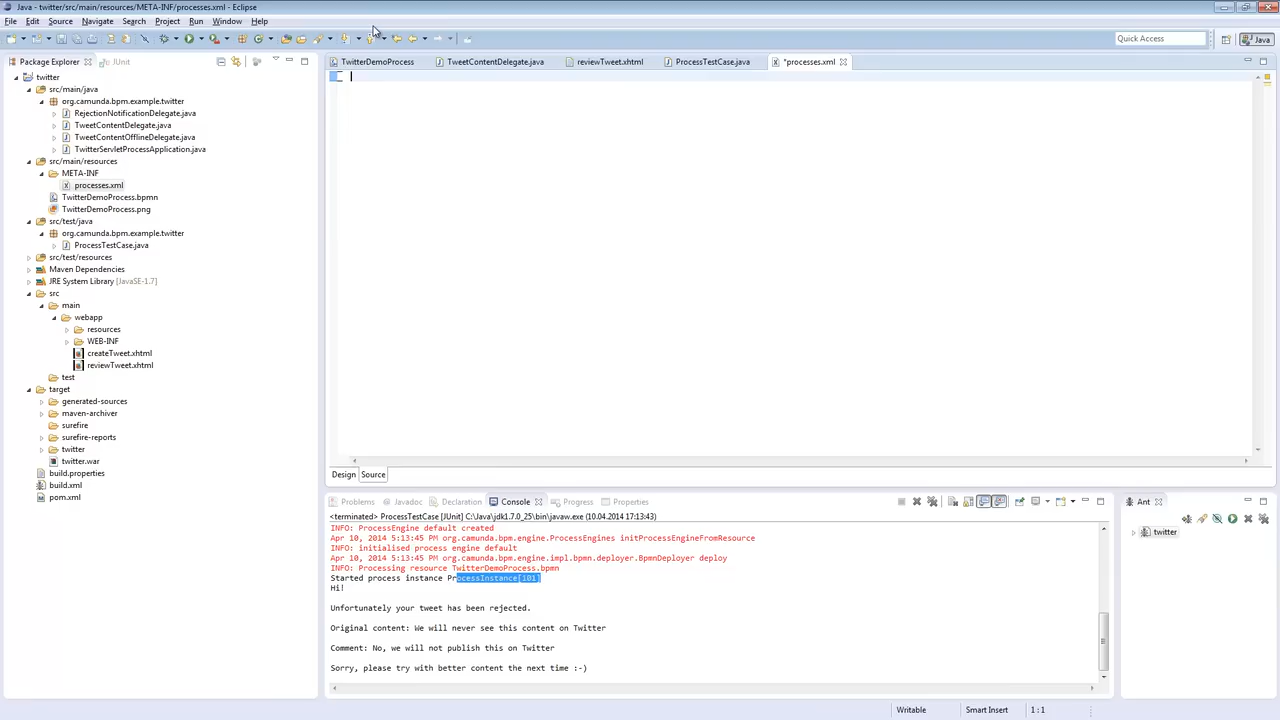 Java - twitter/src/main/resources/META-INF/processes.xml - Eclipse
File Edit Source Navigate Search Project Run Window Help
Quick Access
Java
Package Explorer
JUnit
TwitterDemoProcess
TweetContentDelegate.java
reviewTweet.xhtml
ProcessTestCase.java
*processes.xml
twitter
src/main/java
org.camunda.bpm.example.twitter
RejectionNotificationDelegate.java
TweetContentDelegate.java
TweetContentOfflineDelegate.java
TwitterServletProcessApplication.java
src/main/resources
META-INF
processes.xml
TwitterDemoProcess.bpmn
TwitterDemoProcess.png
src/test/java
org.camunda.bpm.example.twitter
ProcessTestCase.java
src/test/resources
Maven Dependencies
JRE System Library [JavaSE-1.7]
src
main
webapp
resources
WEB-INF
createTweet.xhtml
reviewTweet.xhtml
test
target
generated-sources
maven-archiver
surefire
surefire-reports
twitter
twitter.war
build.properties
build.xml
pom.xml
Design Source
Problems Javadoc Declaration Console Progress Properties
<terminated> ProcessTestCase [JUnit] C:\Java\jdk1.7.0_25\bin\javaw.exe (10.04.2014 17:13:43)
INFO: ProcessEngine default created
Apr 10, 2014 5:13:45 PM org.camunda.bpm.engine.ProcessEngines initProcessEngineFromResource
INFO: initialised process engine default
Apr 10, 2014 5:13:45 PM org.camunda.bpm.engine.impl.bpmn.deployer.BpmnDeployer deploy
INFO: Processing resource TwitterDemoProcess.bpmn
Started process instance ProcessInstance[101]
Hi!
Unfortunately your tweet has been rejected.
Original content: We will never see this content on Twitter
Comment: No, we will not publish this on Twitter
Sorry, please try with better content the next time :-)
Ant
twitter
Writable Smart Insert 1 : 1